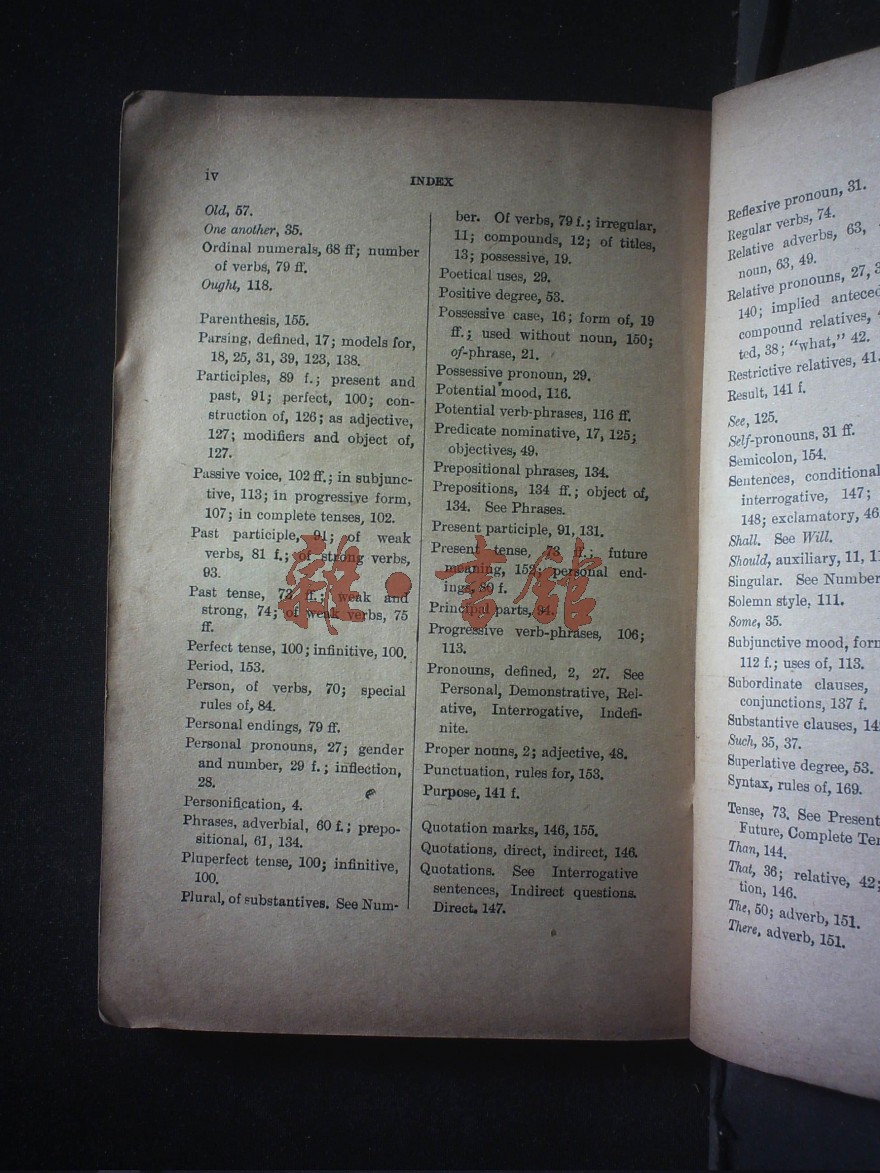 iv
INDEX
Old, 57.
One another, 35.
Ordinal numerals, 68 ff; number
of verbs, 79 ff.
Ought, 118.
Parenthesis, 155.
Parsing, defined, 17; models for,
18, 25, 31, 39, 123, 138.
Participles, 89 f.; present and
past, 91; perfect, 100; con-
struction of, 126; as adjective,
127; modifiers and object of,
127.
Passive voice, 102 ff.; in subjunc-
tive, 113; in progressive form,
107; in complete tenses, 102.
Past participle, 91; of weak
verbs, 81 f.; of strong verbs,
93.
Past tense, 73 ff.; weak and
strong, 74; of weak verbs, 75
ff.
Perfect tense, 100; infinitive, 100.
Period, 153.
Person, of verbs, 70; special
rules of, 84.
Personal endings, 79 ff.
Personal pronouns, 27; gender
and number, 29 f.; inflection,
28.
Personification, 4.
Phrases, adverbial, 60 f.; prepo-
sitional, 61, 134.
Pluperfect tense, 100; infinitive,
100.
Plural, of substantives. See Num-
ber. Of verbs, 79 f.; irregular,
11; compounds, 12; of titles,
13; possessive, 19.
Poetical uses, 29.
Positive degree, 53.
Possessive case, 16; form of, 19
ff.; used without noun, 150;
of-phrase, 21.
Possessive pronoun, 29.
Potential mood, 116.
Potential verb-phrases, 116 ff.
Predicate nominative, 17, 125;
objectives, 49.
Prepositional phrases, 134.
Prepositions, 134 ff.; object of,
134. See Phrases.
Present participle, 91, 131.
Present tense, 73 ff.; future
meaning, 152; personal end-
ings, 80 f.
Principal parts, 94.
Progressive verb-phrases, 106;
113.
Pronouns, defined, 2, 27. See
Personal, Demonstrative, Rel-
ative, Interrogative, Indefi-
nite.
Proper nouns, 2; adjective, 48.
Punctuation, rules for, 153.
Purpose, 141 f.
Quotation marks, 146, 155.
Quotations, direct, indirect, 146.
Quotations. See Interrogative
sentences, Indirect questions.
Direct, 147.
Reflexive pronoun, 31.
Regular verbs, 74.
Relative adverbs, 63,
noun, 63, 49.
Relative pronouns, 27,
140; implied anteced
compound relatives,
ted, 38; "what," 42.
Restrictive relatives, 41.
Result, 141 f.
See, 125.
Self-pronouns, 31 ff.
Semicolon, 154.
Sentences, conditional
interrogative, 147;
148; exclamatory, 46
Shall. See Will.
Should, auxiliary, 11,
Singular. See Number
Solemn style, 111.
Some, 35.
Subjunctive mood, for
112 f.; uses of, 113.
Subordinate clauses,
conjunctions, 137 f.
Substantive clauses,
Such, 35, 37.
Superlative degree, 53.
Syntax, rules of, 169.
Tense, 73. See Present
Future, Complete Te
Than, 144.
That, 36; relative, 42;
tion, 146.
The, 50; adverb, 151.
There, adverb, 151.
書館